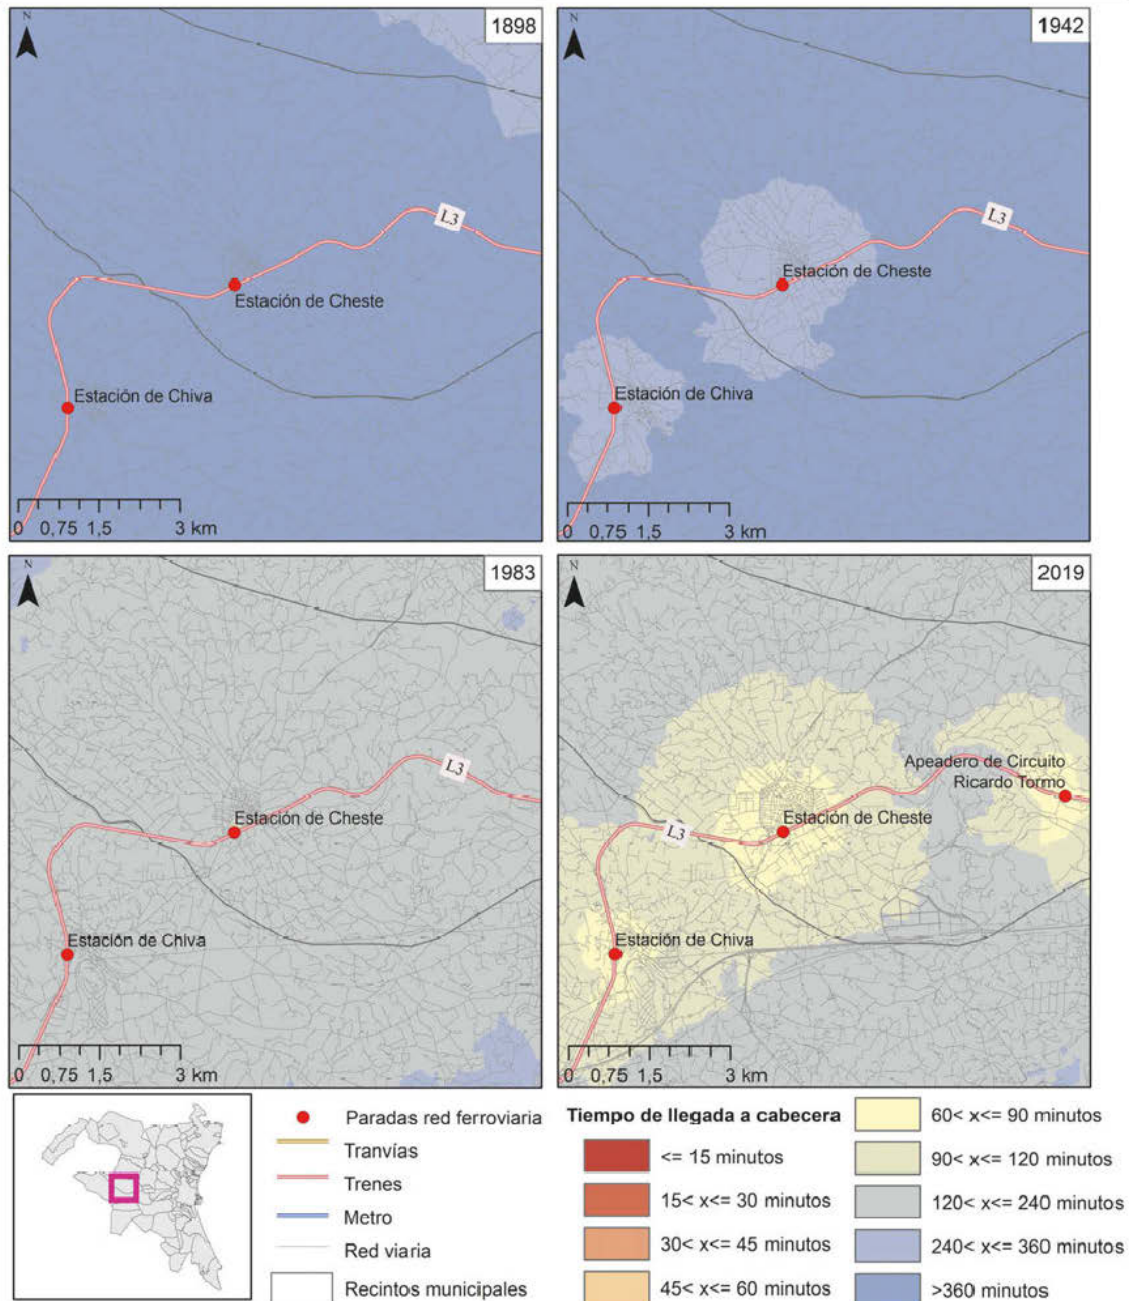 N
1898
L3
Estación de Cheste
Estación de Chiva
0 0,75 1,5 3 km
N
1942
L3
Estación de Cheste
Estación de Chiva
0 0,75 1,5 3 km
N
1983
L3
Estación de Cheste
Estación de Chiva
0 0,75 1,5 3 km
N
2019
Apeadero de Circuito
Ricardo Tormo
L3
Estación de Cheste
Estación de Chiva
0 0,75 1,5 3 km
Paradas red ferroviaria
Tranvías
Trenes
Metro
Red viaria
Recintos municipales
Tiempo de llegada a cabecera
<= 15 minutos
15< x<= 30 minutos
30< x<= 45 minutos
45< x<= 60 minutos
60< x<= 90 minutos
90< x<= 120 minutos
120< x<= 240 minutos
240< x<= 360 minutos
>360 minutos